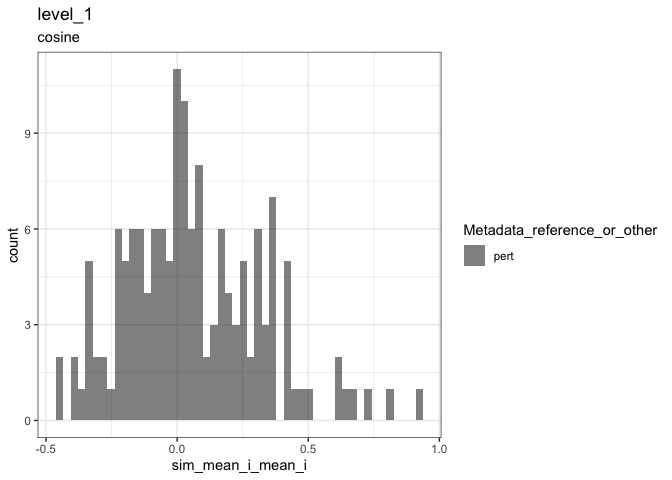 level_1
cosine
9
6
3
0
count
-0.5
0.0
0.5
1.0
sim_mean_i_mean_i
Metadata_reference_or_other
pert